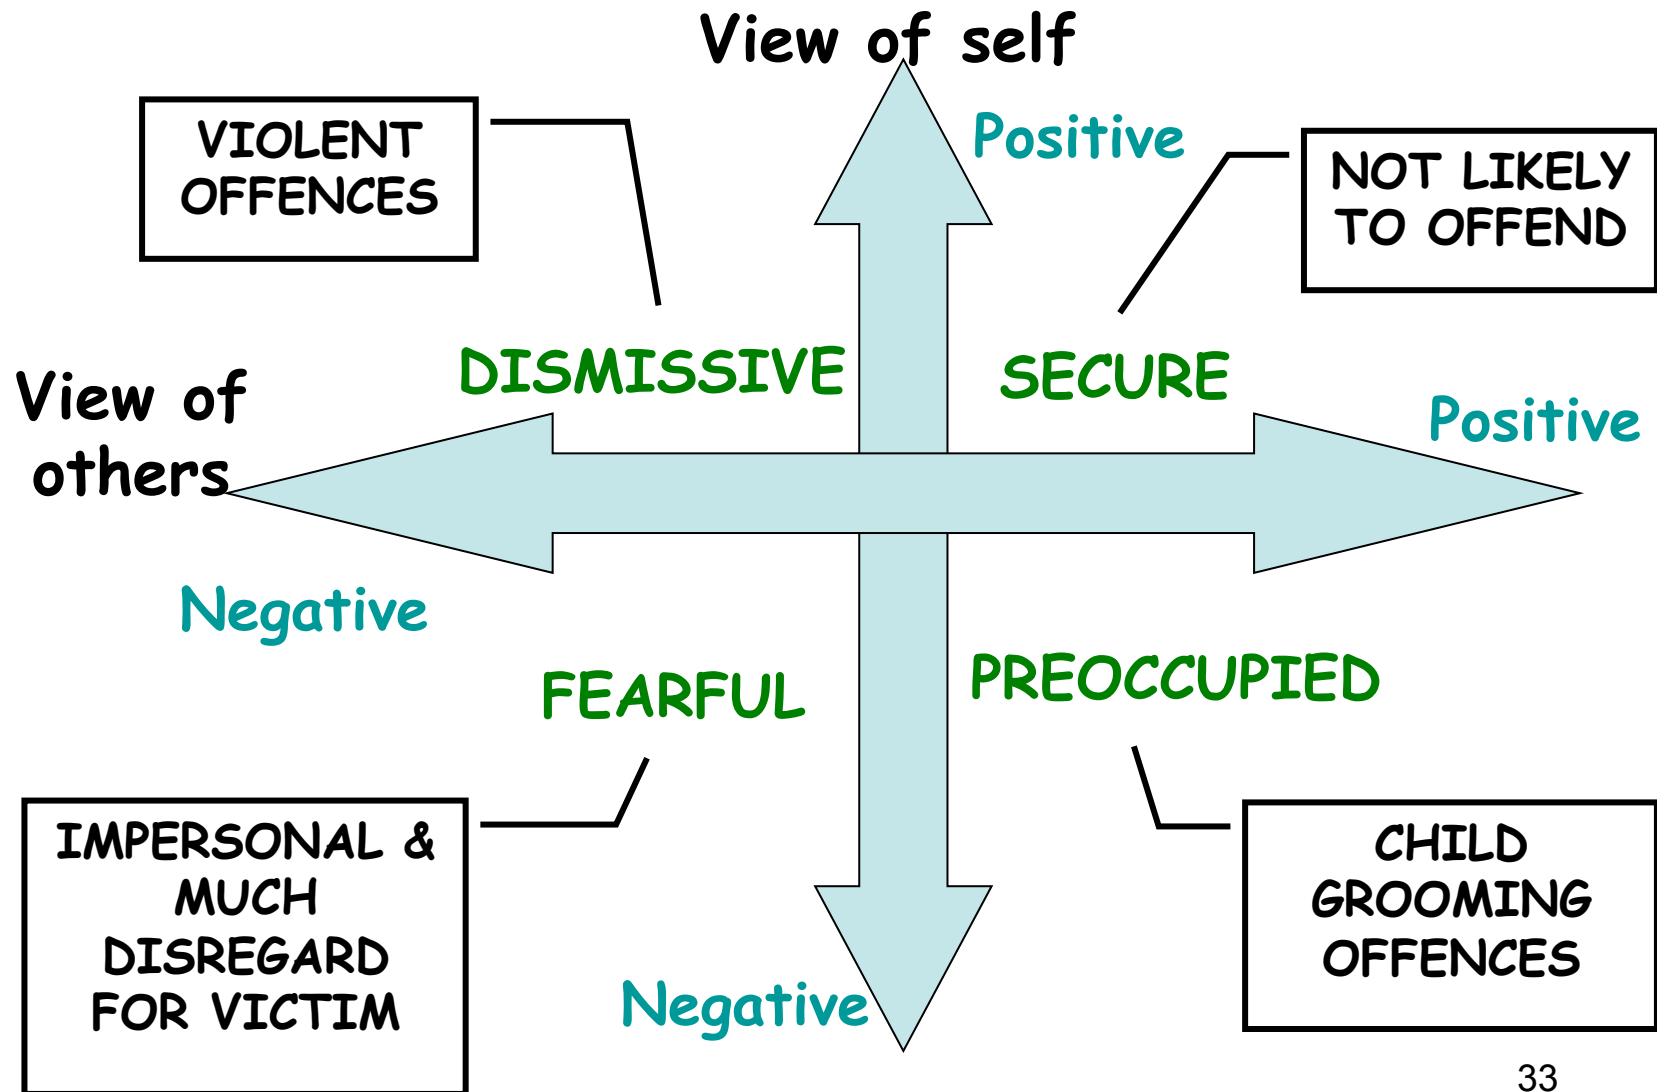 View of self
Positive
VIOLENT
OFFENCES
NOT LIKELY
TO OFFEND
DISMISSIVE
SECURE
View of
others
Positive
Negative
FEARFUL
PREOCCUPIED
IMPERSONAL &
MUCH
DISREGARD
FOR VICTIM
CHILD
GROOMING
OFFENCES
Negative
33